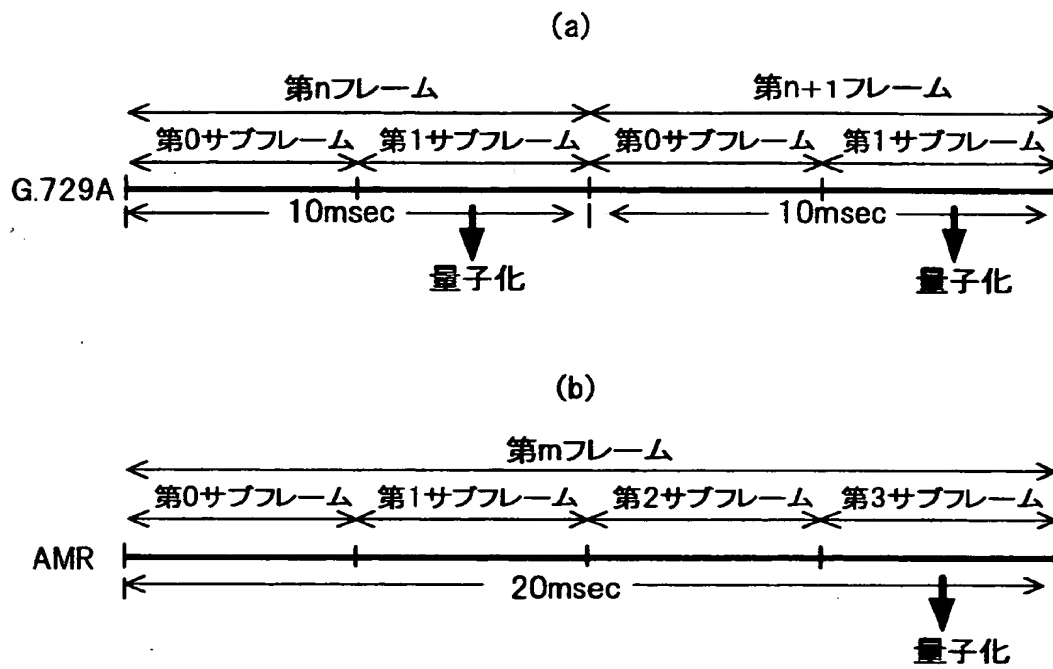 (a)
第nフレーム 第n+1フレーム
第0サブフレーム 第1サブフレーム 第0サブフレーム 第1サブフレーム
G.729A
10msec 10msec
量子化 量子化
(b)
第mフレーム
第0サブフレーム 第1サブフレーム 第2サブフレーム 第3サブフレーム
AMR
20msec
量子化